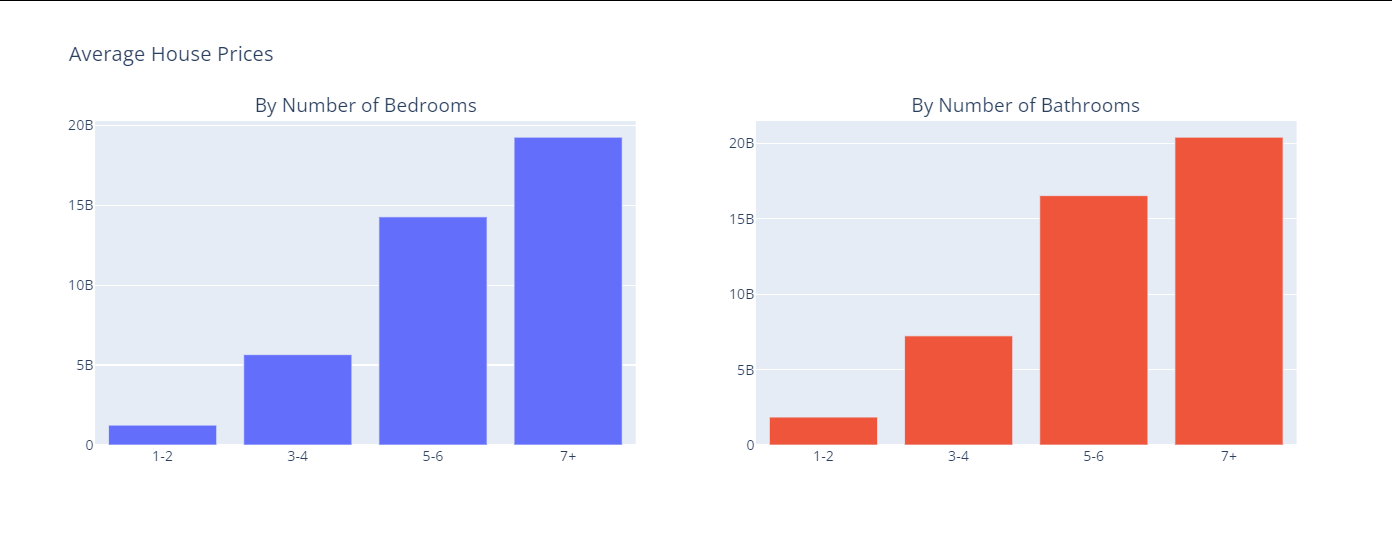 Average House Prices
By Number of Bedrooms
20B
15B
10B
5B
0
1-2 3-4 5-6 7+
By Number of Bathrooms
20B
15B
10B
5B
0
1-2 3-4 5-6 7+